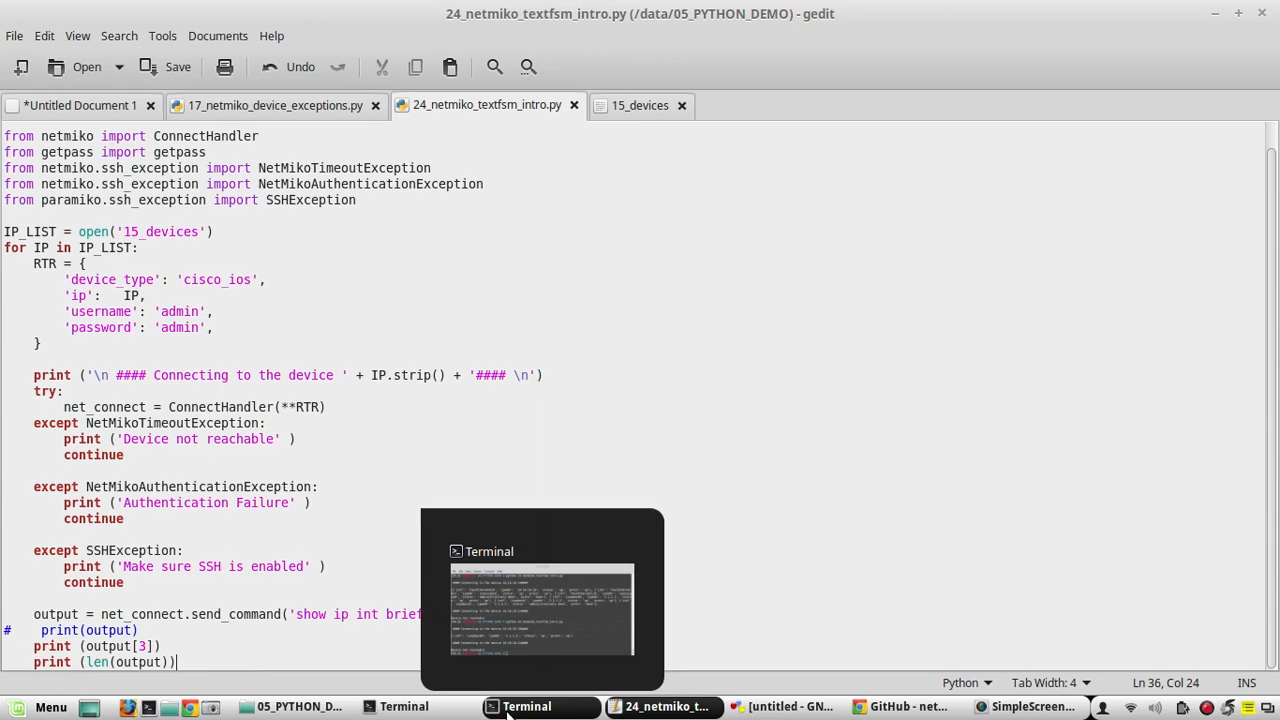 24_netmiko_textfsm_intro.py (/data/05_PYTHON_DEMO) - gedit
File Edit View Search Tools Documents Help
Open Save Undo
*Untitled Document 1 17_netmiko_device_exceptions.py 24_netmiko_textfsm_intro.py 15_devices
from netmiko import ConnectHandler
from getpass import getpass
from netmiko.ssh_exception import NetMikoTimeoutException
from netmiko.ssh_exception import NetMikoAuthenticationException
from paramiko.ssh_exception import SSHException
IP_LIST = open('15_devices')
for IP in IP_LIST:
RTR = {
'device_type': 'cisco_ios',
'ip': IP,
'username': 'admin',
'password': 'admin',
}
print ('\n #### Connecting to the device ' + IP.strip() + '#### \n')
try:
net_connect = ConnectHandler(**RTR)
except NetMikoTimeoutException:
print ('Device not reachable' )
continue
except NetMikoAuthenticationException:
print ('Authentication Failure' )
continue
except SSHException:
print ('Make sure SSH is enabled' )
continue
output = net_connect.send_command('show ip int brief
# print(output)
print(output[3])
print (len(output))
Terminal
Python Tab Width: 4 Ln 36, Col 24 INS
Menu 05_PYTHON_D... Terminal Terminal 24_netmiko_t... [untitled - GN... GitHub - net... SimpleScreen...